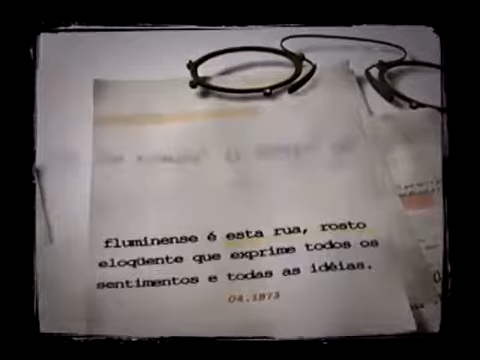 fluminense é esta rua, rosto
eloqüente que exprime todos os
sentimentos e todas as idéias.
04.1873